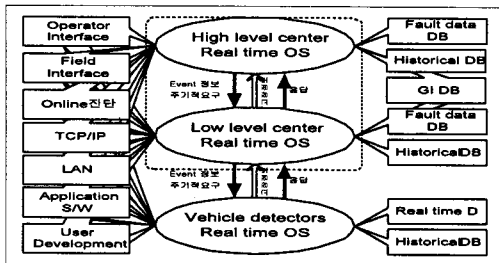 Operator
Interface
Field
Interface
Online진단
TCP/IP
LAN
Application
S/W
User
Development
High level center
Real time OS
Event 정보
주기적요구
응답
Low level center
Real time OS
Event 정보
주기적요구
응답
Vehicle detectors
Real time OS
Fault data
DB
Historical DB
GI DB
Fault data
DB
HistoricalDB
Real time D
HistoricalDB